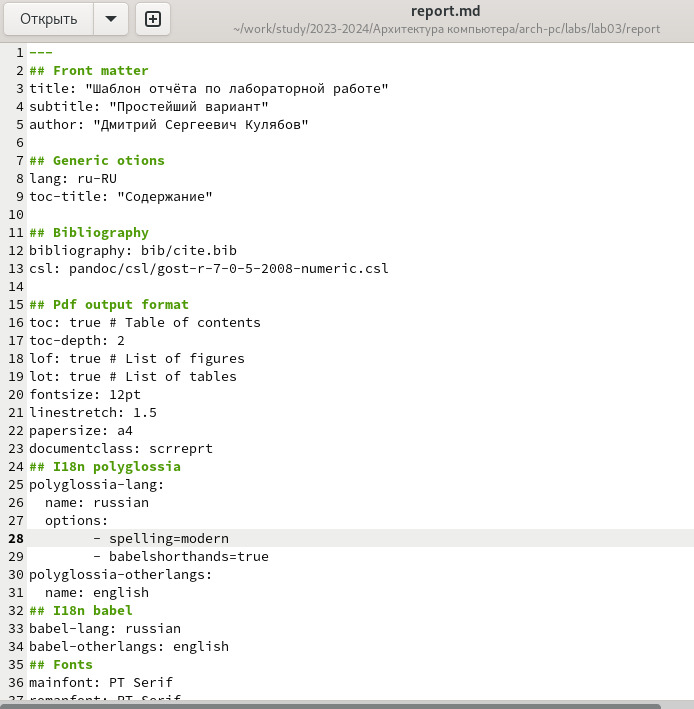 Открыть
report.md
~/work/study/2023-2024/Архитектура компьютера/arch-pc/labs/lab03/report
1 ---
2 ## Front matter
3 title: "Шаблон отчёта по лабораторной работе"
4 subtitle: "Простейший вариант"
5 author: "Дмитрий Сергеевич Кулябов"
6
7 ## Generic otions
8 lang: ru-RU
9 toc-title: "Содержание"
10
11 ## Bibliography
12 bibliography: bib/cite.bib
13 csl: pandoc/csl/gost-r-7-0-5-2008-numeric.csl
14
15 ## Pdf output format
16 toc: true # Table of contents
17 toc-depth: 2
18 lof: true # List of figures
19 lot: true # List of tables
20 fontsize: 12pt
21 linestretch: 1.5
22 papersize: a4
23 documentclass: scrreprt
24 ## I18n polyglossia
25 polyglossia-lang:
26   name: russian
27   options:
28         - spelling=modern
29         - babelshorthands=true
30 polyglossia-otherlangs:
31   name: english
32 ## I18n babel
33 babel-lang: russian
34 babel-otherlangs: english
35 ## Fonts
36 mainfont: PT Serif
37 romanfont: PT Serif